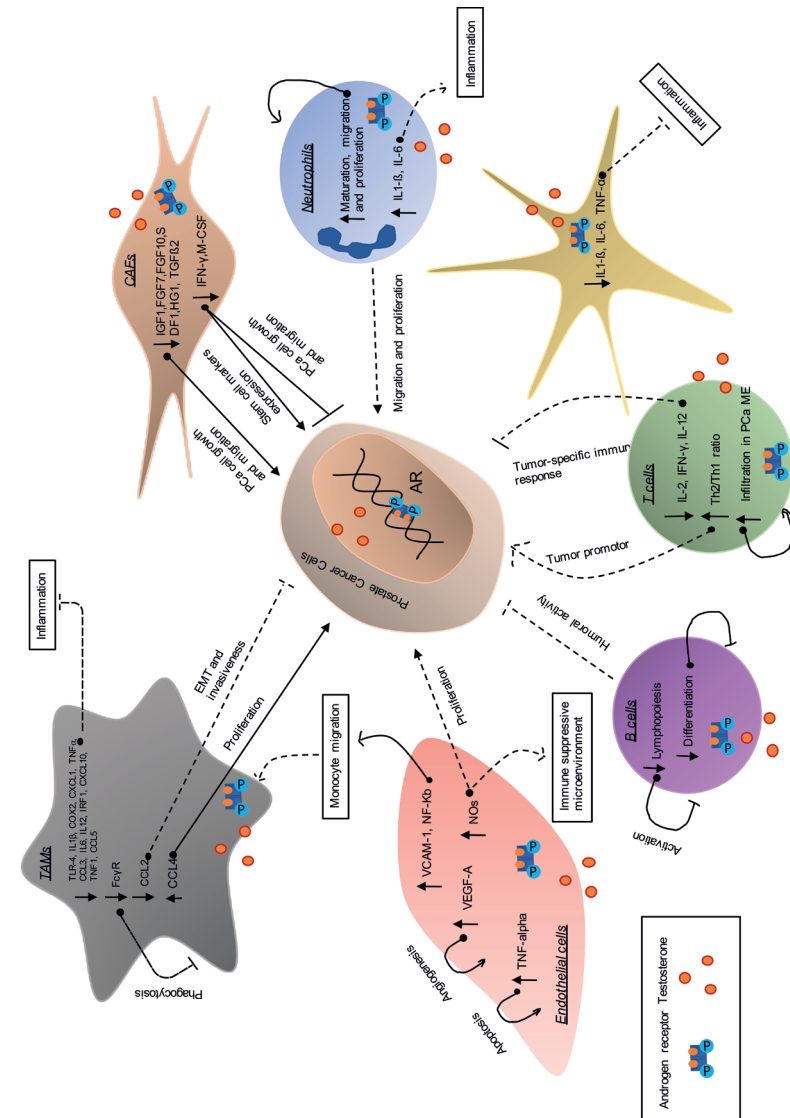 TAMs
TLR-4, IL1β, COX2, CXCL1, TNFα,
CCL3, IL6, IL12, IRF1, CXCL10,
TNF1, CCL5
FcγR
CCL2
CCL4
Phagocytosis
Inflammation
EMT and
invasiveness
Proliferation
CAFs
IGF1,FGF7,FGF10,S
DF1,HG1, TGFß2
IFN-γ,M-CSF
PCa cell growth
and migration
Stem cell markers
expression
PCa cell growth
and migration
Neutrophils
Maturation, migration
and proliferation
IL1-ß, IL-6
P
P
Inflammation
Migration and proliferation
Prostate Cancer Cells
AR
P
P
IL1-ß, IL-6, TNF-α
P
P
Inflammation
T cells
IL-2, IFN-γ, IL-12
Th2/Th1 ratio
Infiltration in PCa ME
P
P
Tumor-specific immun
response
Tumor promotor
B cells
Lymphopoiesis
Differentiation
P
P
Activation
Humoral activity
Endothelial cells
VCAM-1, NF-Kb
NOs
VEGF-A
TNF-alpha
P
P
Angiogenesis
Apoptosis
Monocyte migration
Proliferation
Immune suppressive
microenvironment
P
P
P
P
Androgen receptor Testosterone
P
P